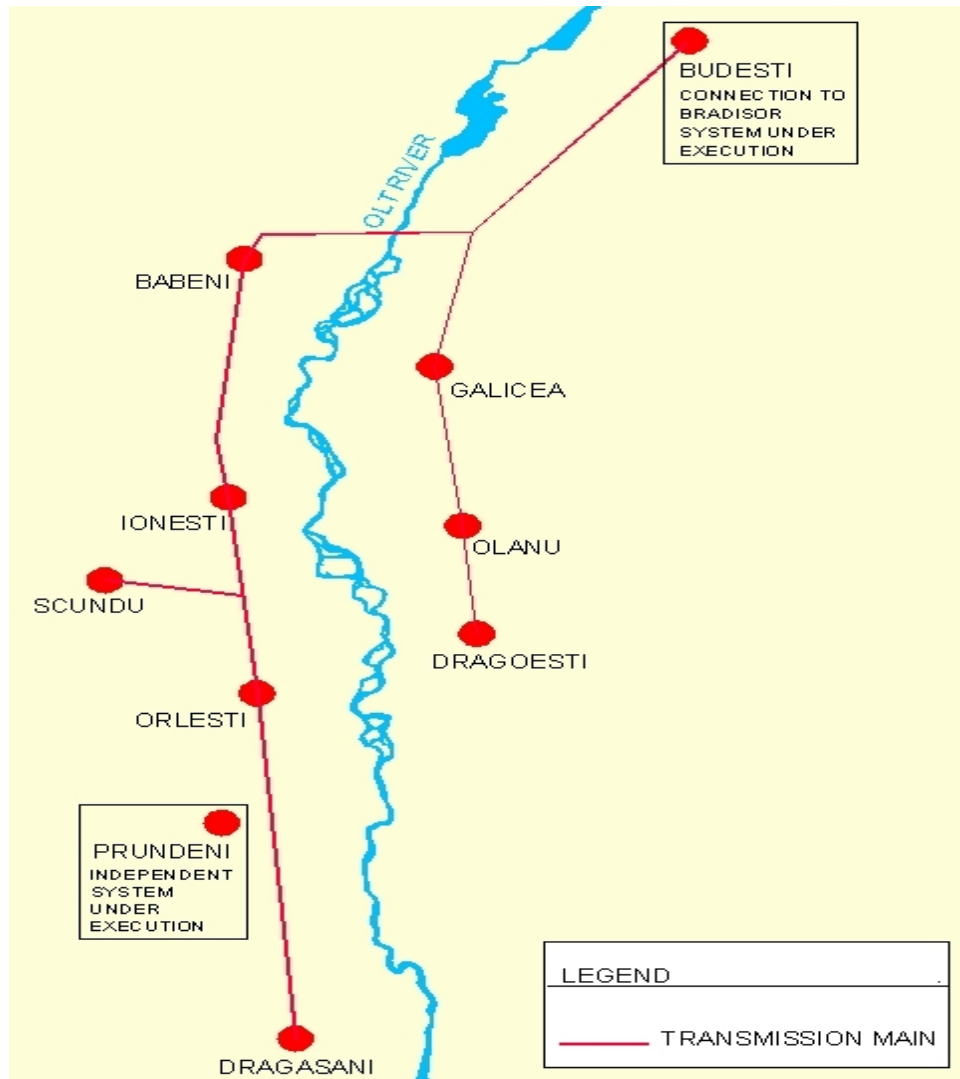 BUDESTI
CONNECTION TO
BRADISOR
SYSTEM UNDER
EXECUTION
OLT RIVER
BABENI
GALICEA
IONESTI
OLANU
SCUNDU
DRAGOESTI
ORLESTI
PRUNDENI
INDEPENDENT
SYSTEM
UNDER
EXECUTION
DRAGASANI
LEGEND
TRANSMISSION MAIN